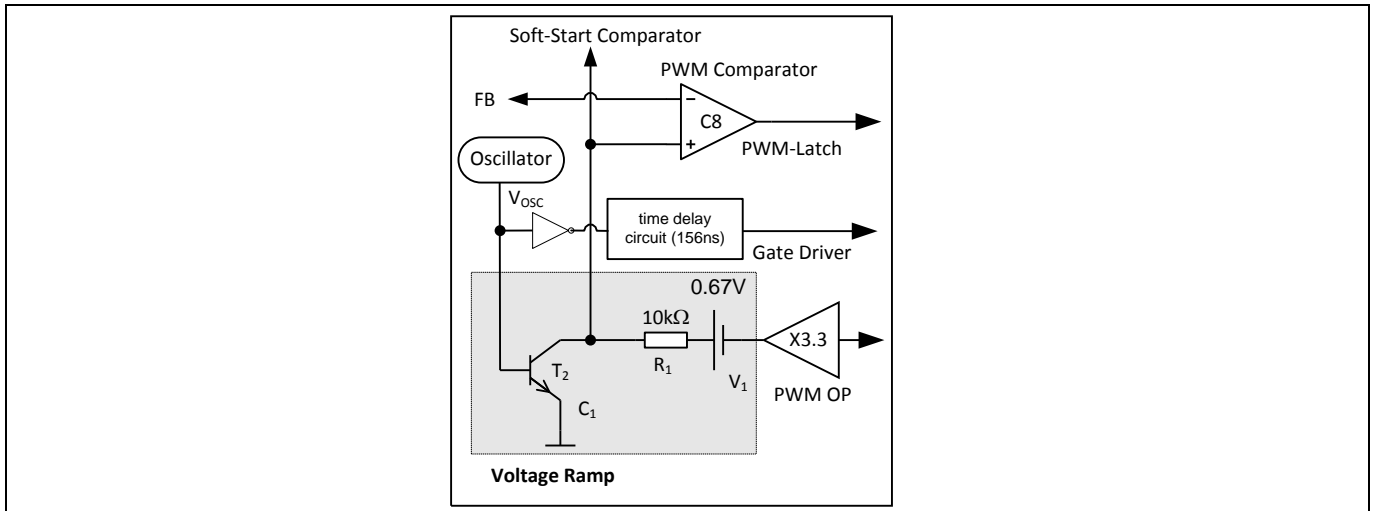 Soft-Start Comparator
PWM Comparator
FB
−
C8
+
PWM-Latch
Oscillator
VOSC
time delay
circuit (156ns)
Gate Driver
0.67V
10kΩ
X3.3
R1
T2
V1
PWM OP
C1
Voltage Ramp